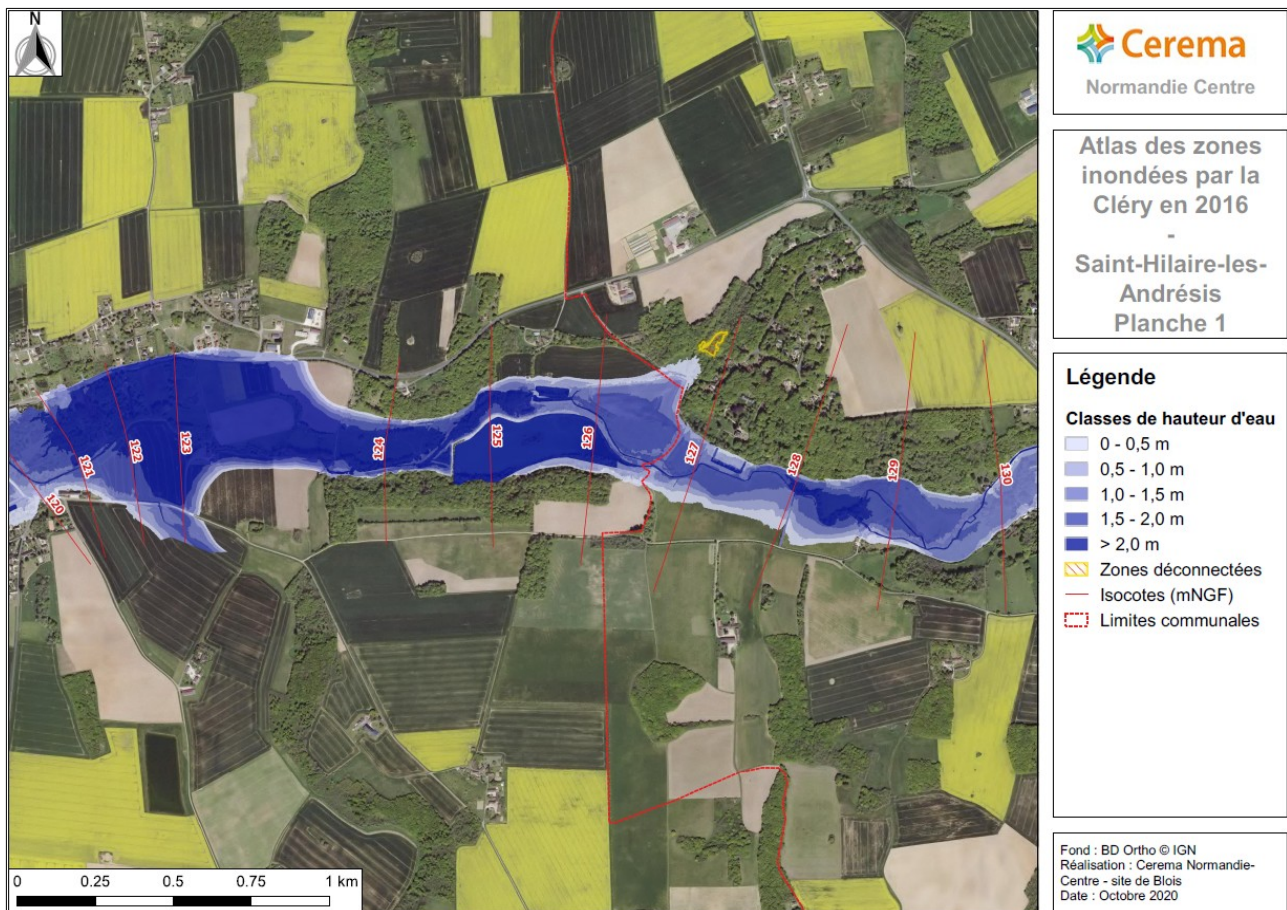 N
120
121
122
123
124
125
126
127
128
129
130
0 0.25 0.5 0.75 1 km
Cerema
Normandie Centre
Atlas des zones
inondées par la
Cléry en 2016
-
Saint-Hilaire-les-
Andrésis
Planche 1
Légende
Classes de hauteur d'eau
0 - 0,5 m
0,5 - 1,0 m
1,0 - 1,5 m
1,5 - 2,0 m
> 2,0 m
Zones déconnectées
Isocotes (mNGF)
Limites communales
Fond : BD Ortho © IGN
Réalisation : Cerema Normandie-
Centre - site de Blois
Date : Octobre 2020